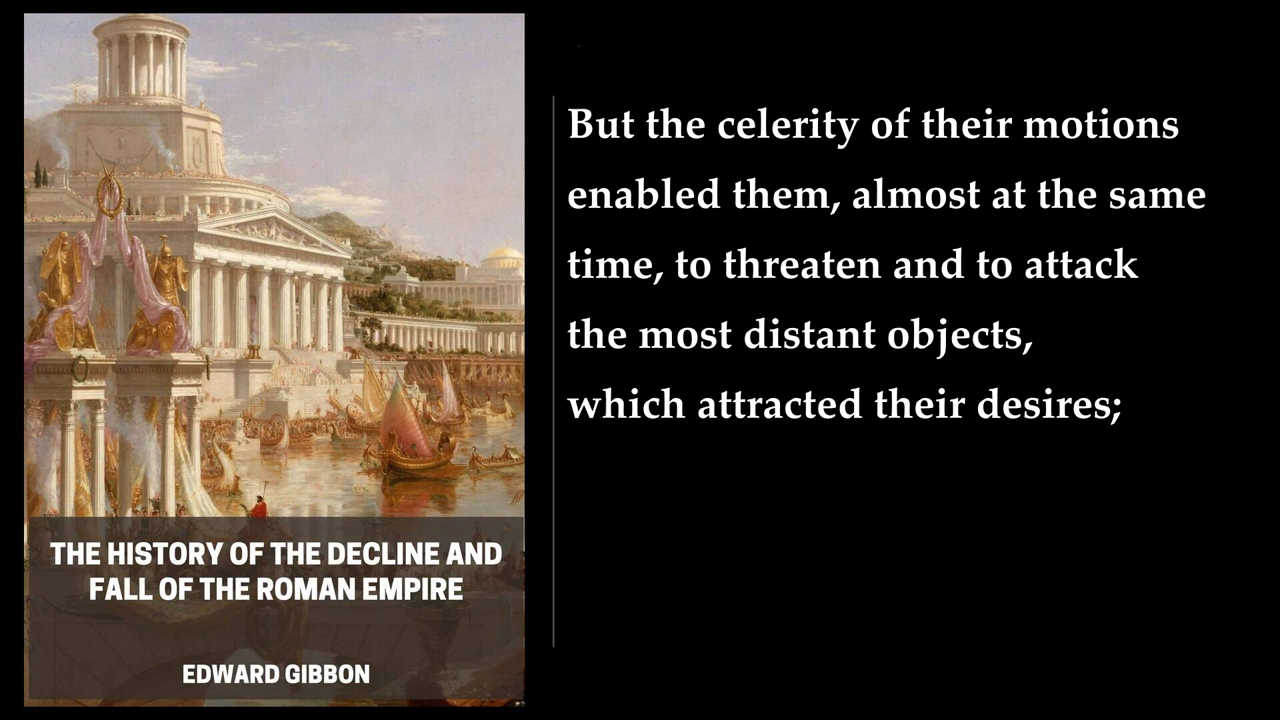 THE HISTORY OF THE DECLINE AND
FALL OF THE ROMAN EMPIRE
EDWARD GIBBON
But the celerity of their motions
enabled them, almost at the same
time, to threaten and to attack
the most distant objects,
which attracted their desires;